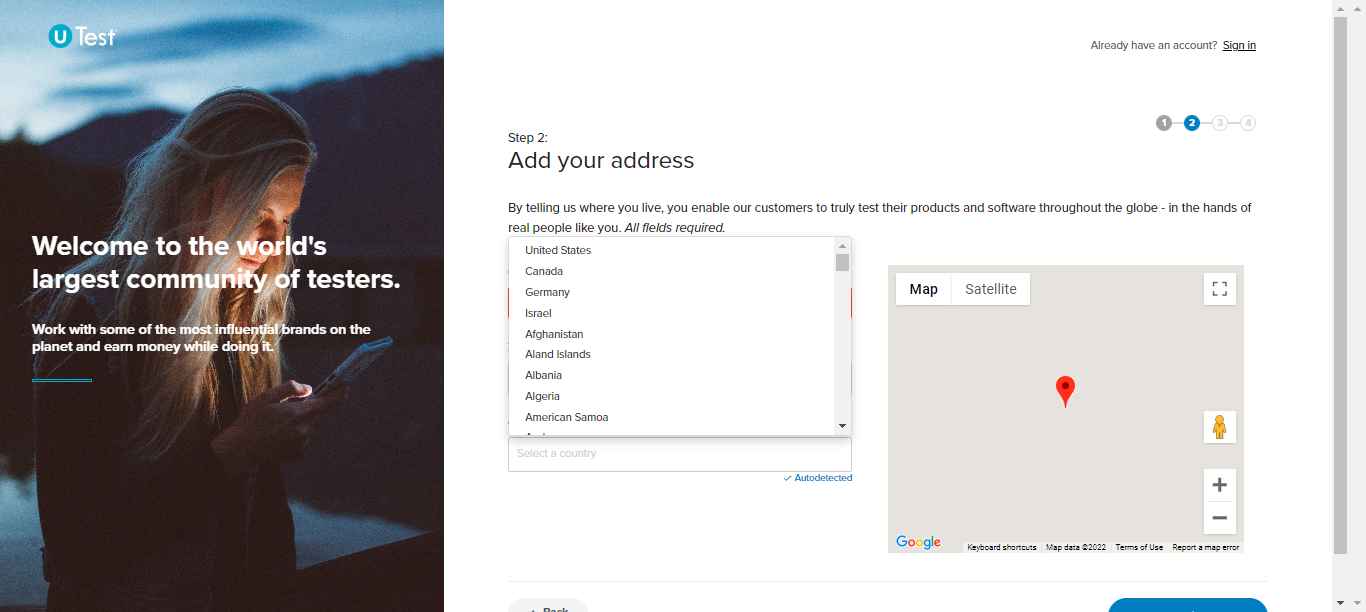 U Test
Already have an account? Sign in
1 2 3 4
Step 2:
Add your address
By telling us where you live, you enable our customers to truly test their products and software throughout the globe - in the hands of
real people like you. All fields required.
Welcome to the world's
largest community of testers.
Work with some of the most influential brands on the
planet and earn money while doing it.
United States
Canada
Germany
Israel
Afghanistan
Aland Islands
Albania
Algeria
American Samoa
Select a country
Autodetected
Map Satellite
Google
Keyboard shortcuts Map data ©2022 Terms of Use Report a map error
Back